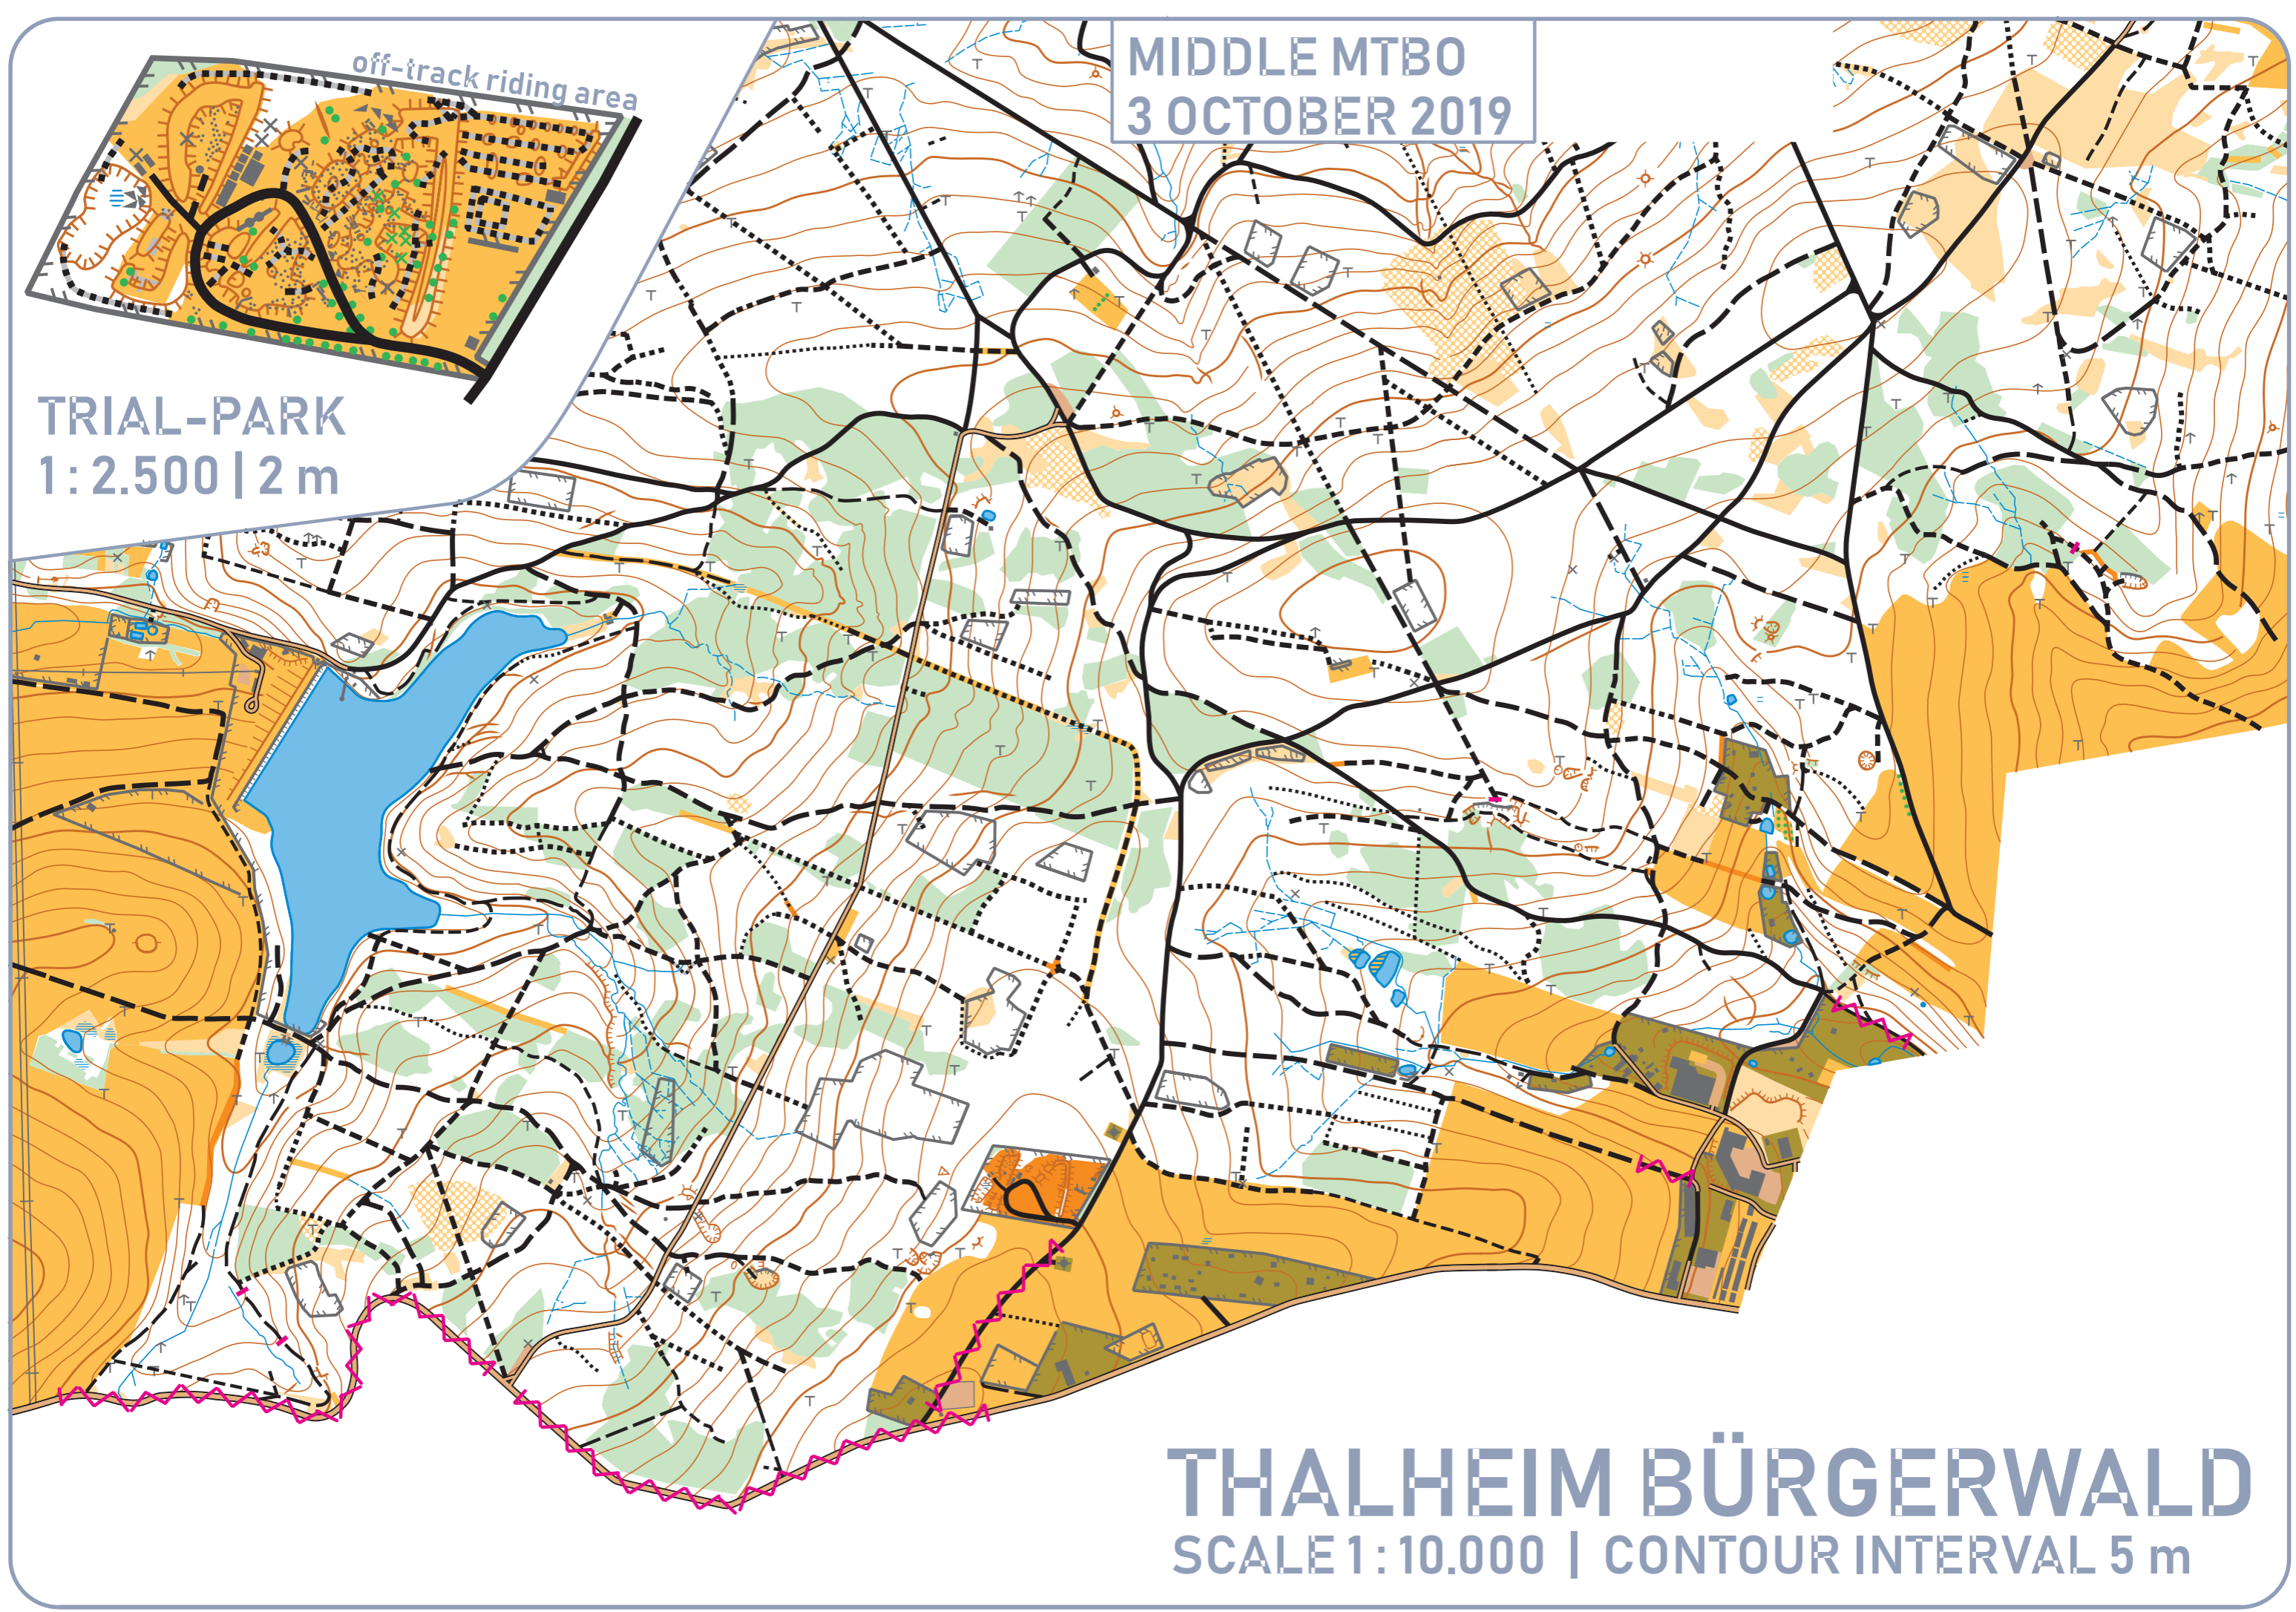 off-track riding area
TRIAL-PARK
1 : 2.500 | 2 m
MIDDLE MTBO
3 OCTOBER 2019
THALHEIM BÜRGERWALD
SCALE 1 : 10.000 | CONTOUR INTERVAL 5 m